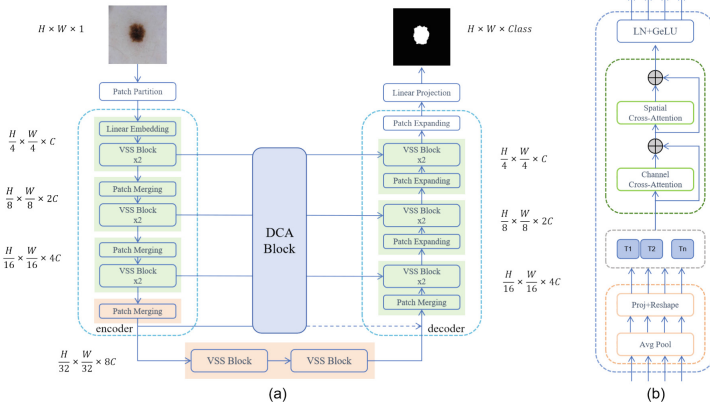 H × W × 1
H × W × Class
Patch Partition
Linear Projection
Linear Embedding
Patch Expanding
VSS Block
x2
VSS Block
x2
H/4 × W/4 × C
H/4 × W/4 × C
Patch Merging
Patch Expanding
VSS Block
x2
VSS Block
x2
H/8 × W/8 × 2C
H/8 × W/8 × 2C
DCA
Block
Patch Merging
Patch Expanding
VSS Block
x2
VSS Block
x2
H/16 × W/16 × 4C
H/16 × W/16 × 4C
Patch Merging
Patch Merging
encoder
decoder
H/32 × W/32 × 8C
VSS Block
VSS Block
(a)
LN+GeLU
Spatial
Cross-Attention
Channel
Cross-Attention
T1
T2
Tn
Proj+Reshape
Avg Pool
(b)